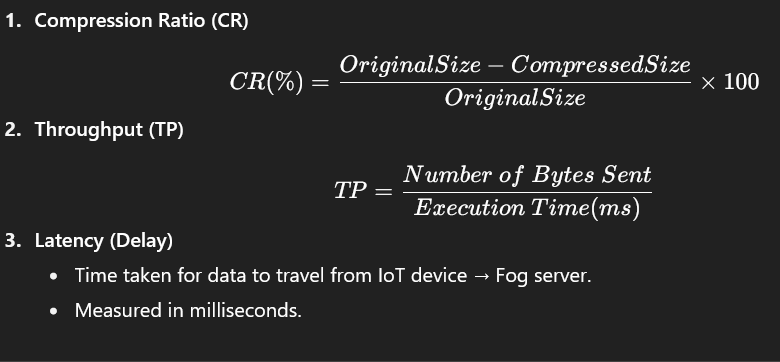 1. Compression Ratio (CR)
CR(%) = \frac{OriginalSize − CompressedSize}{OriginalSize} × 100
2. Throughput (TP)
TP = \frac{Number of Bytes Sent}{Execution Time(ms)}
3. Latency (Delay)
• Time taken for data to travel from IoT device → Fog server.
• Measured in milliseconds.